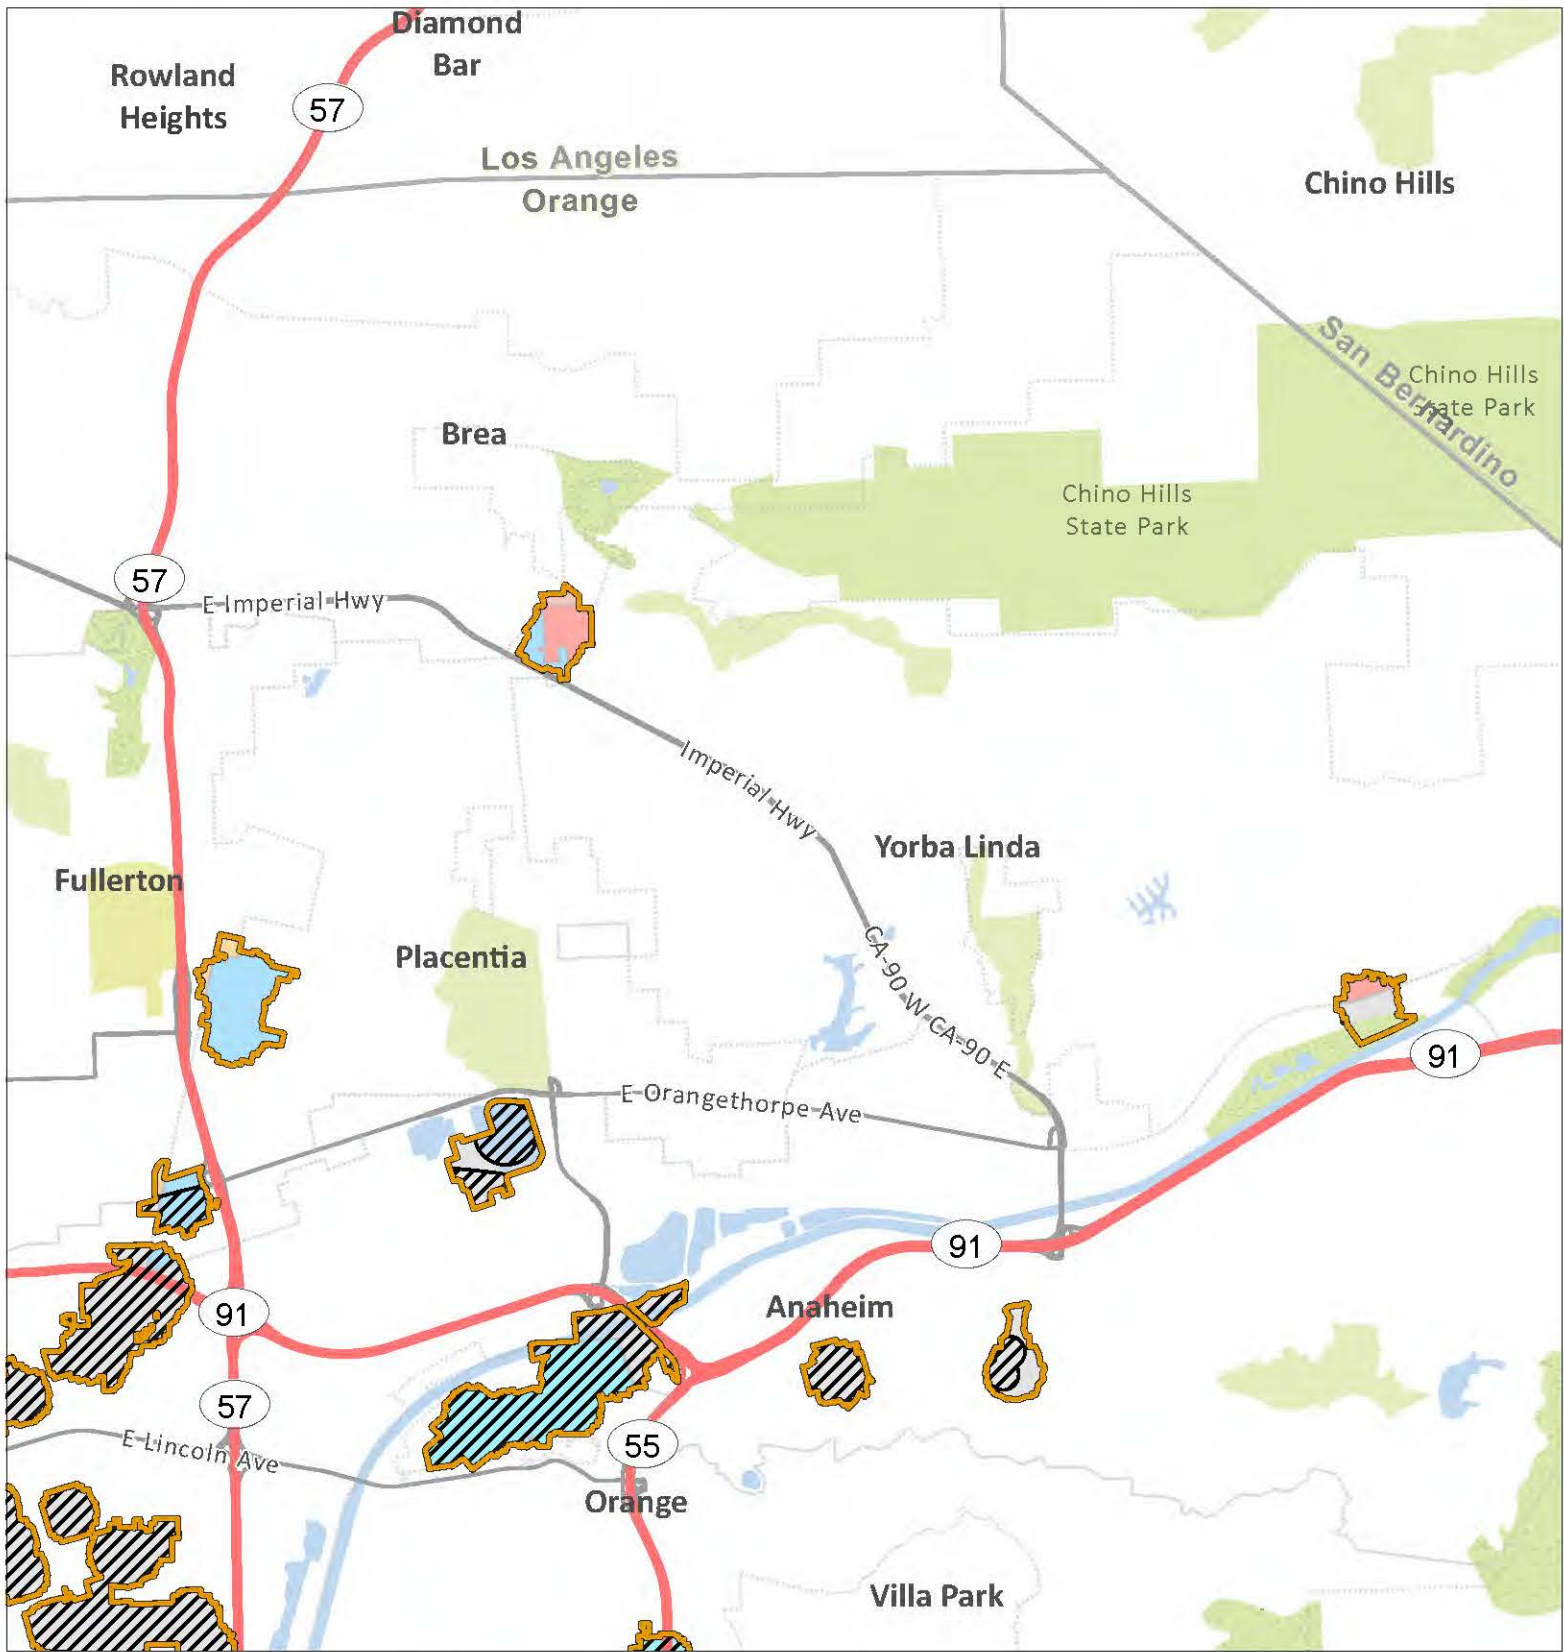 Diamond
Bar
Rowland
Heights
57
Los Angeles
Orange
Chino Hills
San Bernardino
Chino Hills
State Park
Brea
Chino Hills
State Park
57
E Imperial Hwy
Imperial Hwy
Yorba Linda
Fullerton
Placentia
CA-90 W CA-90 E
91
E Orangethorpe Ave
91
Anaheim
91
57
E Lincoln Ave
55
Orange
Villa Park